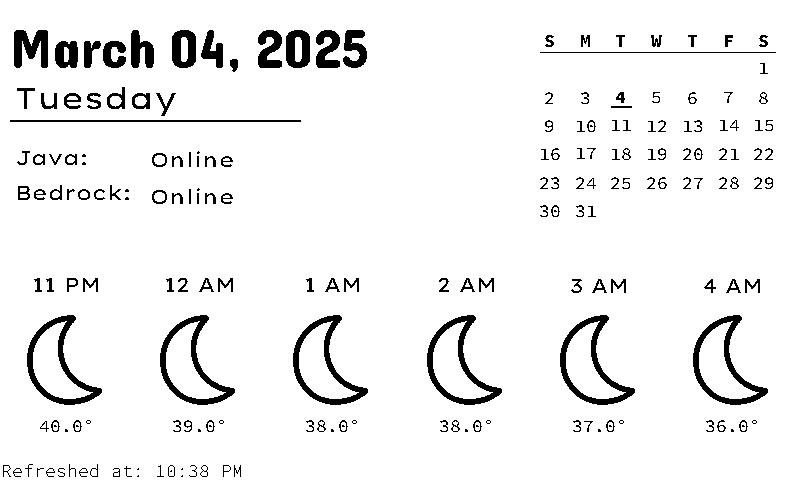 March 04, 2025
Tuesday
Java: Online
Bedrock: Online
S M T W T F S
1
2 3 4 5 6 7 8
9 10 11 12 13 14 15
16 17 18 19 20 21 22
23 24 25 26 27 28 29
30 31
11 PM 12 AM 1 AM 2 AM 3 AM 4 AM
40.0° 39.0° 38.0° 38.0° 37.0° 36.0°
Refreshed at: 10:38 PM